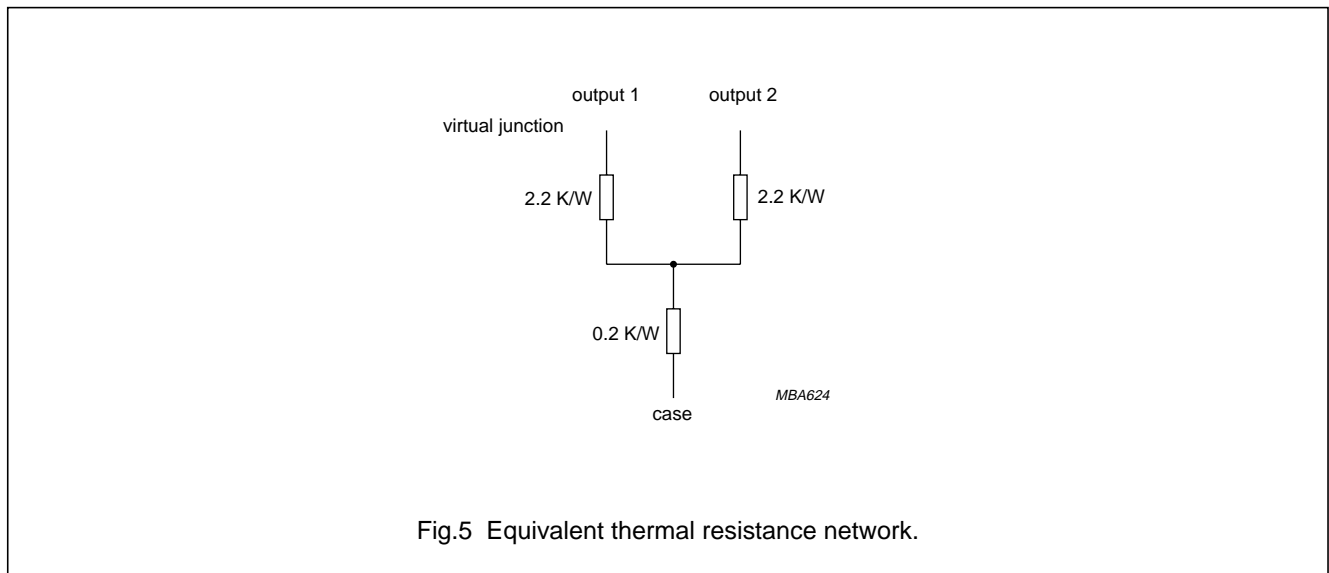 output 1 output 2
virtual junction
2.2 K/W 2.2 K/W
0.2 K/W
MBA624
case
Fig.5 Equivalent thermal resistance network.